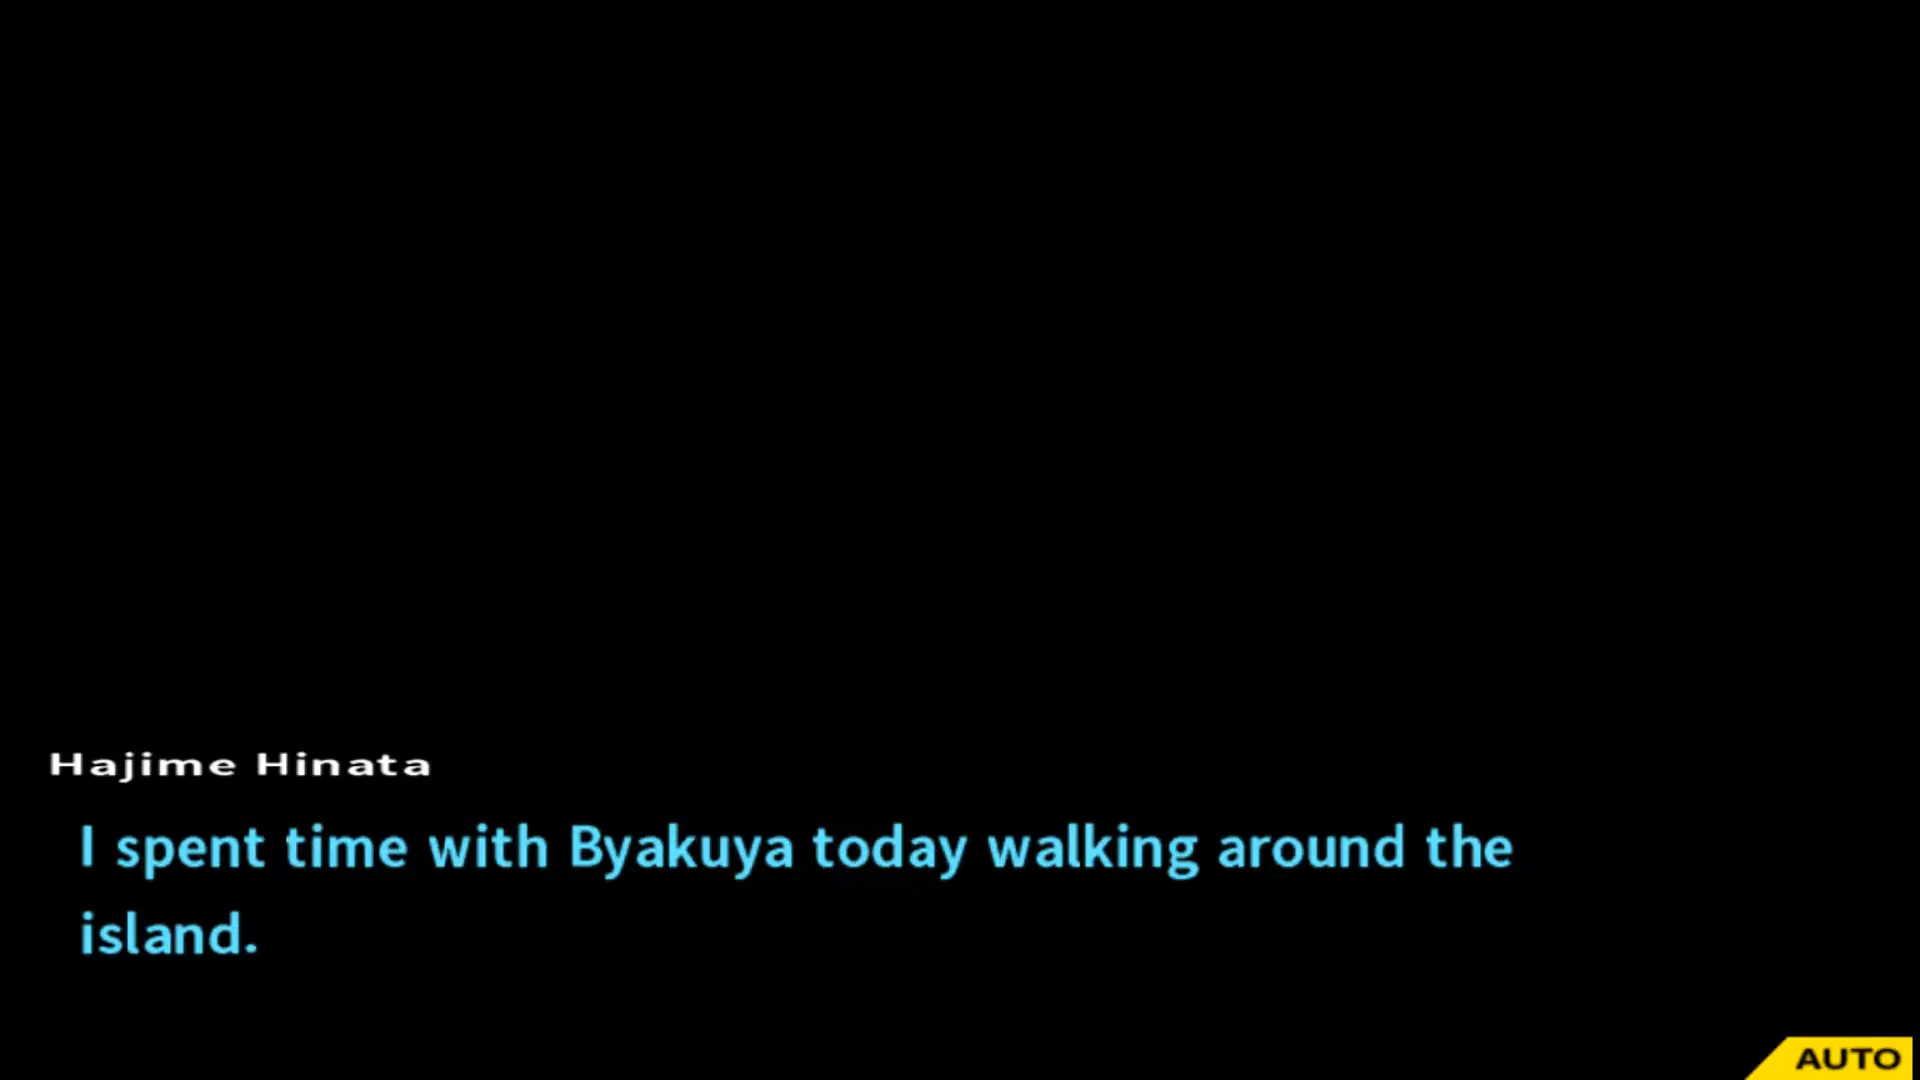 Hajime Hinata
I spent time with Byakuya today walking around the
island.
AUTO